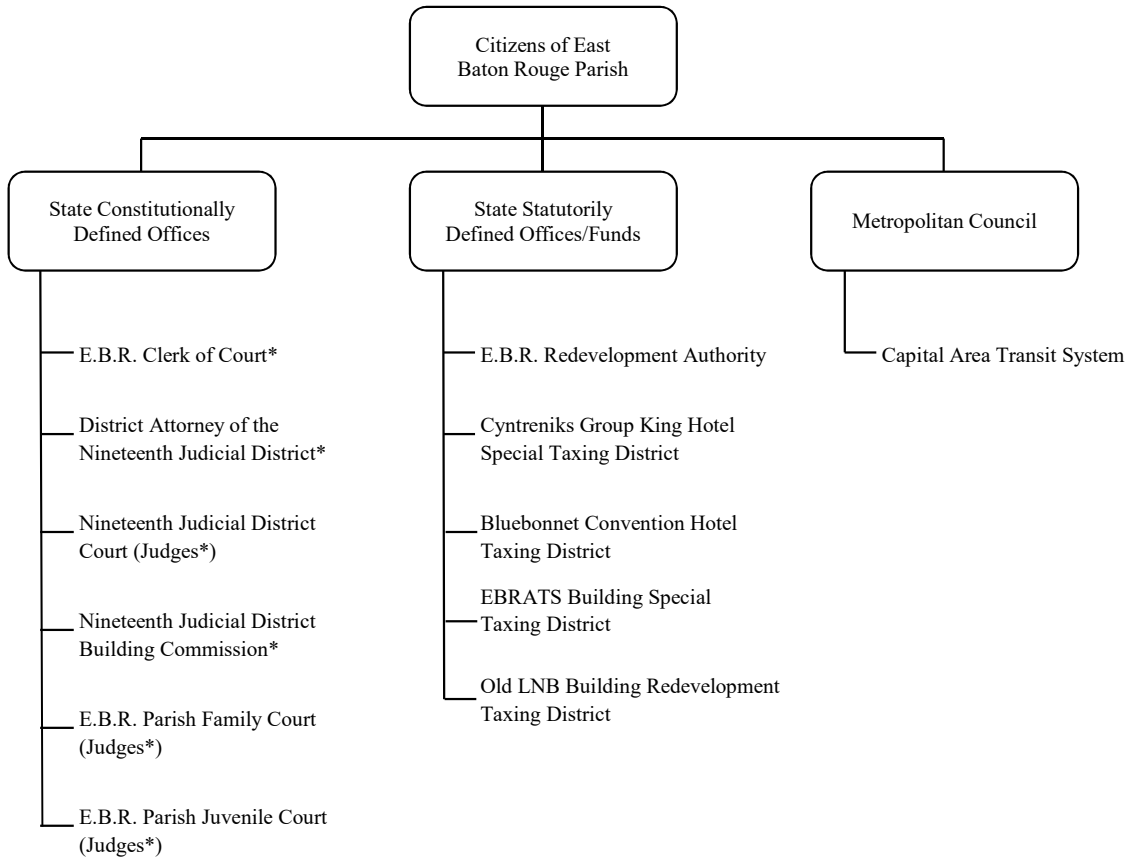 Citizens of East
Baton Rouge Parish
State Constitutionally
Defined Offices
State Statutorily
Defined Offices/Funds
Metropolitan Council
E.B.R. Clerk of Court*
District Attorney of the
Nineteenth Judicial District*
Nineteenth Judicial District
Court (Judges*)
Nineteenth Judicial District
Building Commission*
E.B.R. Parish Family Court
(Judges*)
E.B.R. Parish Juvenile Court
(Judges*)
E.B.R. Redevelopment Authority
Cyntreniks Group King Hotel
Special Taxing District
Bluebonnet Convention Hotel
Taxing District
EBRATS Building Special
Taxing District
Old LNB Building Redevelopment
Taxing District
Capital Area Transit System